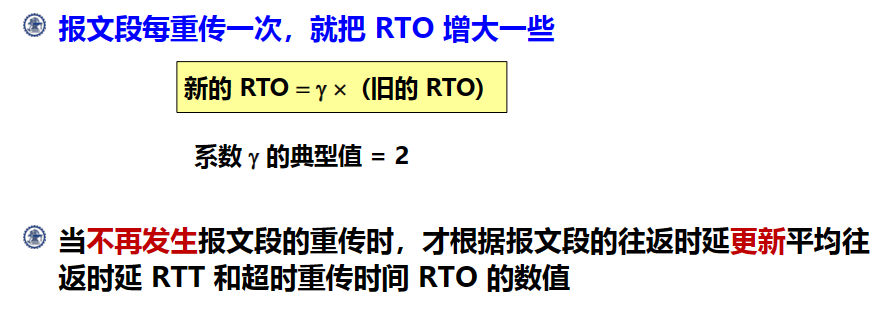 报文段每重传一次，就把 RTO 增大一些
新的 RTO = γ × (旧的 RTO)
系数 γ 的典型值 = 2
当不再发生报文段的重传时，才根据报文段的往返时延更新平均往
返时延 RTT 和超时重传时间 RTO 的数值